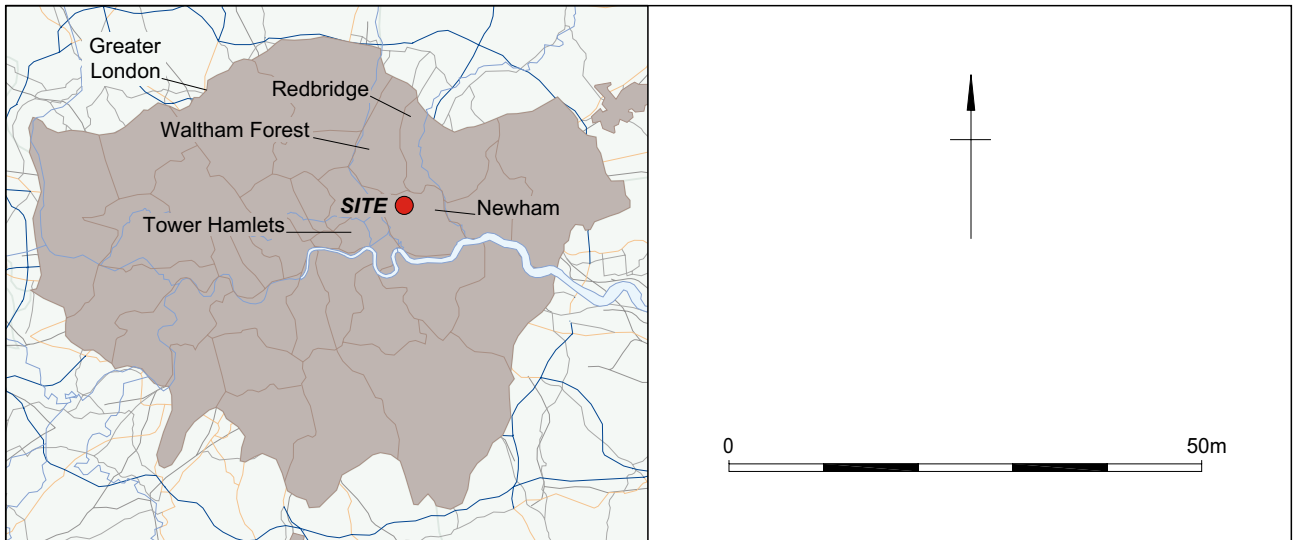 Greater
London
Redbridge
Waltham Forest
SITE
Newham
Tower Hamlets
0 50m